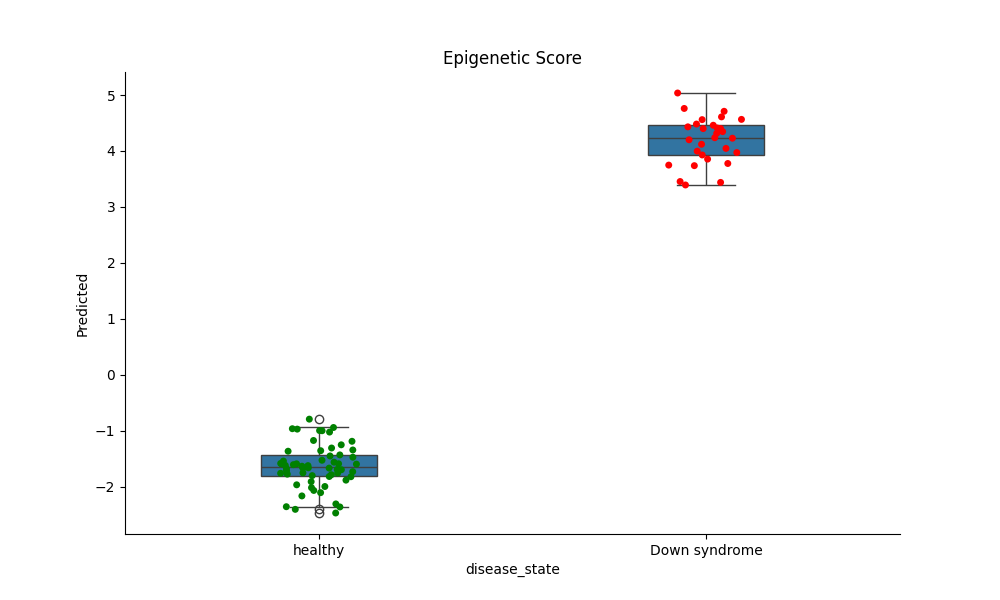 Epigenetic Score
Predicted
5
4
3
2
1
0
−1
−2
healthy
Down syndrome
disease_state